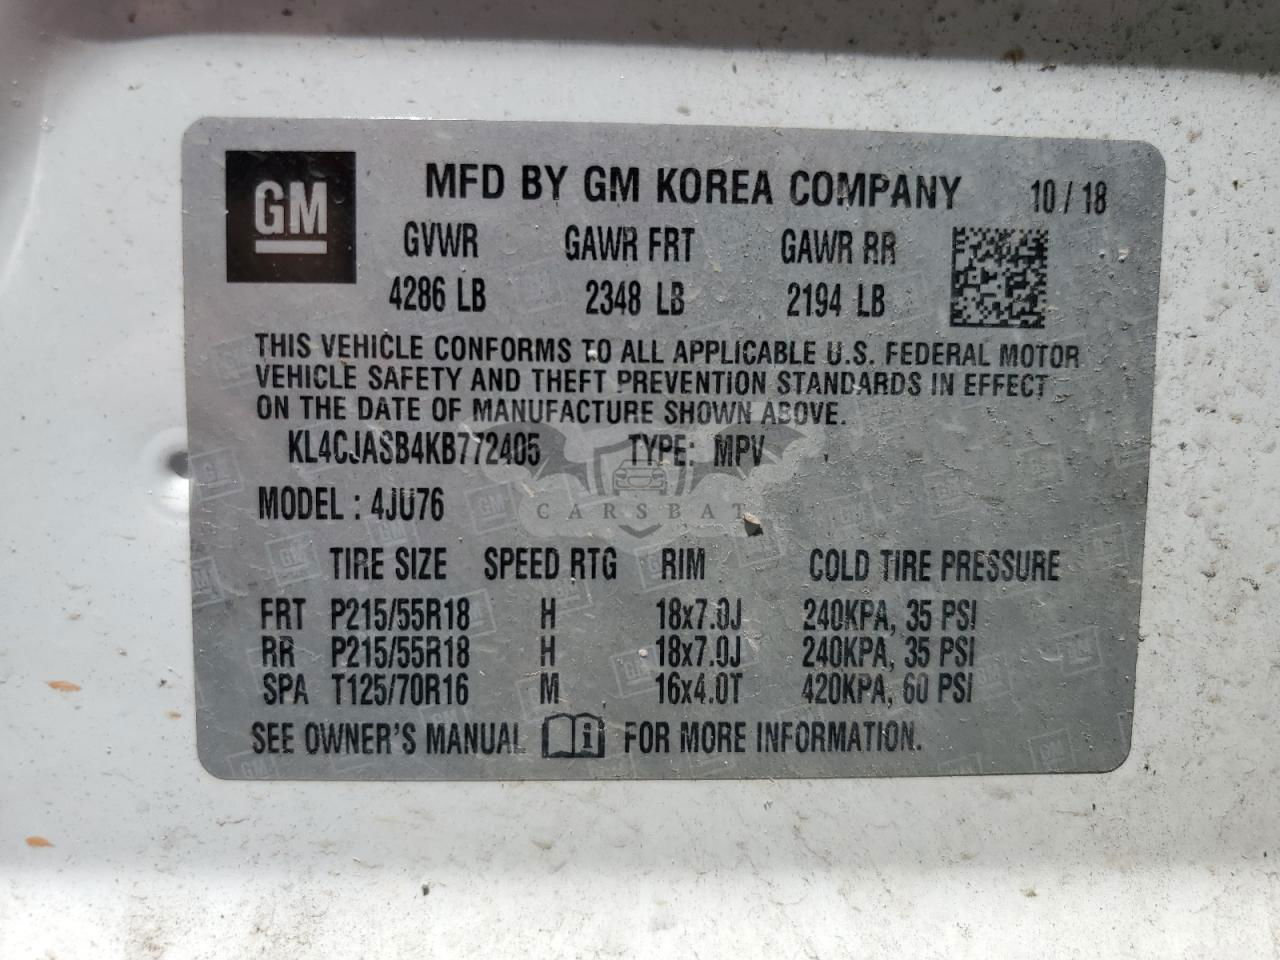 GM
MFD BY GM KOREA COMPANY 10 / 18
GVWR GAWR FRT GAWR RR
4286 LB 2348 LB 2194 LB
THIS VEHICLE CONFORMS TO ALL APPLICABLE U.S. FEDERAL MOTOR
VEHICLE SAFETY AND THEFT PREVENTION STANDARDS IN EFFECT
ON THE DATE OF MANUFACTURE SHOWN ABOVE.
KL4CJASB4KB772405 TYPE: MPV
CARSBAT
MODEL : 4JU76
TIRE SIZE SPEED RTG RIM COLD TIRE PRESSURE
FRT P215/55R18 H 18x7.0J 240KPA, 35 PSI
RR P215/55R18 H 18x7.0J 240KPA, 35 PSI
SPA T125/70R16 M 16x4.0T 420KPA, 60 PSI
SEE OWNER'S MANUAL i FOR MORE INFORMATION.